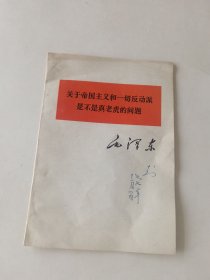 关于帝国主义和一切反动派
是不是真老虎的问题
毛泽东